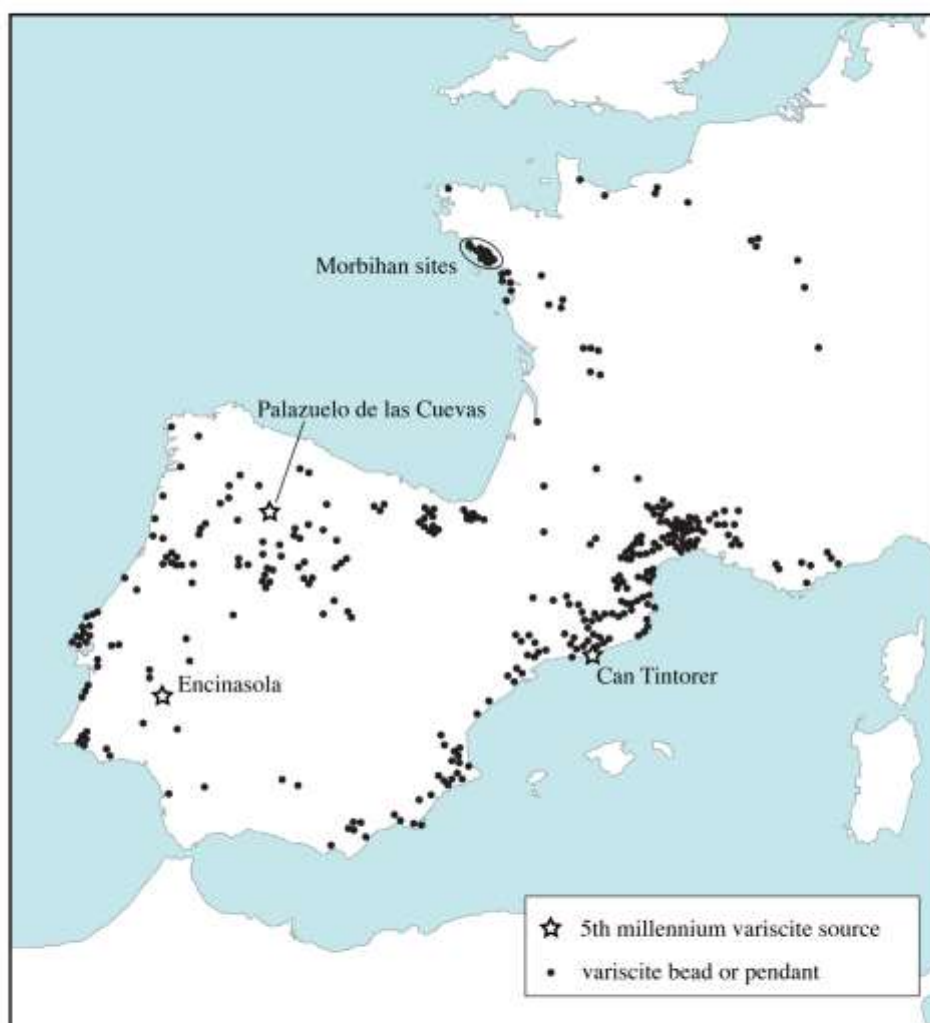 Morbihan sites
Palazuelo de las Cuevas
Encinasola
Can Tintorer
5th millennium variscite source
variscite bead or pendant